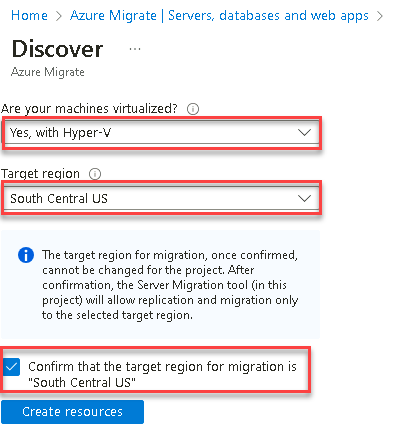 Home > Azure Migrate | Servers, databases and web apps >
Discover ...
Azure Migrate
Are your machines virtualized?
Yes, with Hyper-V
Target region
South Central US
The target region for migration, once confirmed,
cannot be changed for the project. After
confirmation, the Server Migration tool (in this
project) will allow replication and migration only
to the selected target region.
Confirm that the target region for migration is
"South Central US"
Create resources